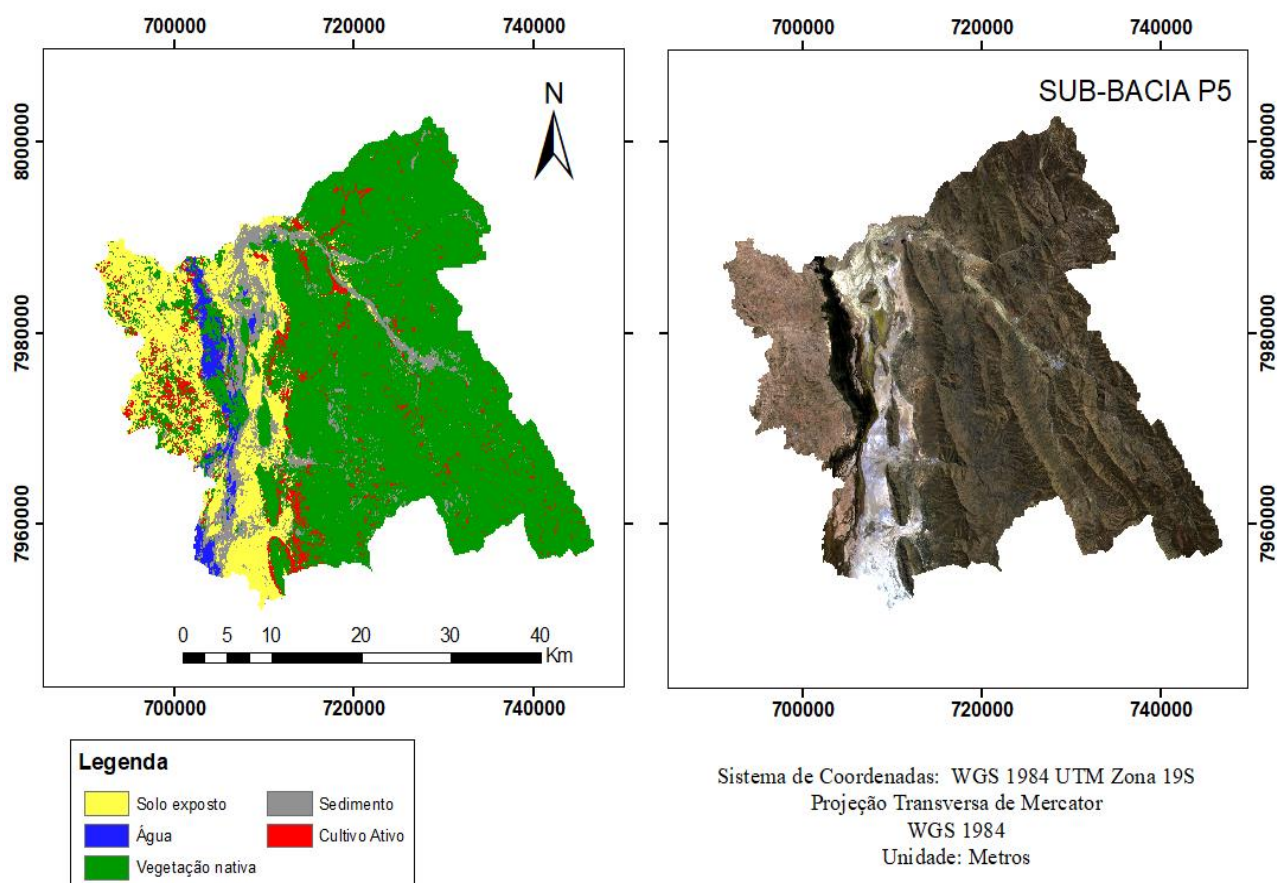 700000 720000 740000
700000 720000 740000
N
SUB-BACIA P5
8000000
7980000
7960000
8000000
7980000
7960000
0 5 10 20 30 40
Km
700000 720000 740000
700000 720000 740000
Legenda
Solo exposto
Sedimento
Água
Cultivo Ativo
Vegetação nativa
Sistema de Coordenadas: WGS 1984 UTM Zona 19S
Projeção Transversa de Mercator
WGS 1984
Unidade: Metros